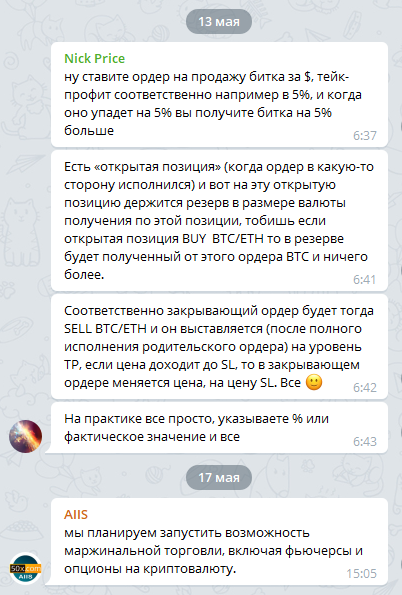 13 мая
Nick Price
ну ставите ордер на продажу битка за $, тейк-
профит соответственно например в 5%, и когда
оно упадет на 5% вы получите битка на 5%
больше
6:37
Есть «открытая позиция» (когда ордер в какую-то
сторону исполнился) и вот на эту открытую
позицию держится резерв в размере валюты
получения по этой позиции, тобишь если
открытая позиция BUY BTC/ETH то в резерве
будет полученный от этого ордера BTC и ничего
более.
6:41
Соответственно закрывающий ордер будет тогда
SELL BTC/ETH и он выставляется (после полного
исполнения родительского ордера) на уровень
TP, если цена доходит до SL, то в закрывающем
ордере меняется цена, на цену SL. Все 🙂
6:42
На практике все просто, указываете % или
фактическое значение и все
6:43
17 мая
AIIS
мы планируем запустить возможность
маржинальной торговли, включая фьючерсы и
опционы на криптовалюту.
15:05
50x.com
AIIS